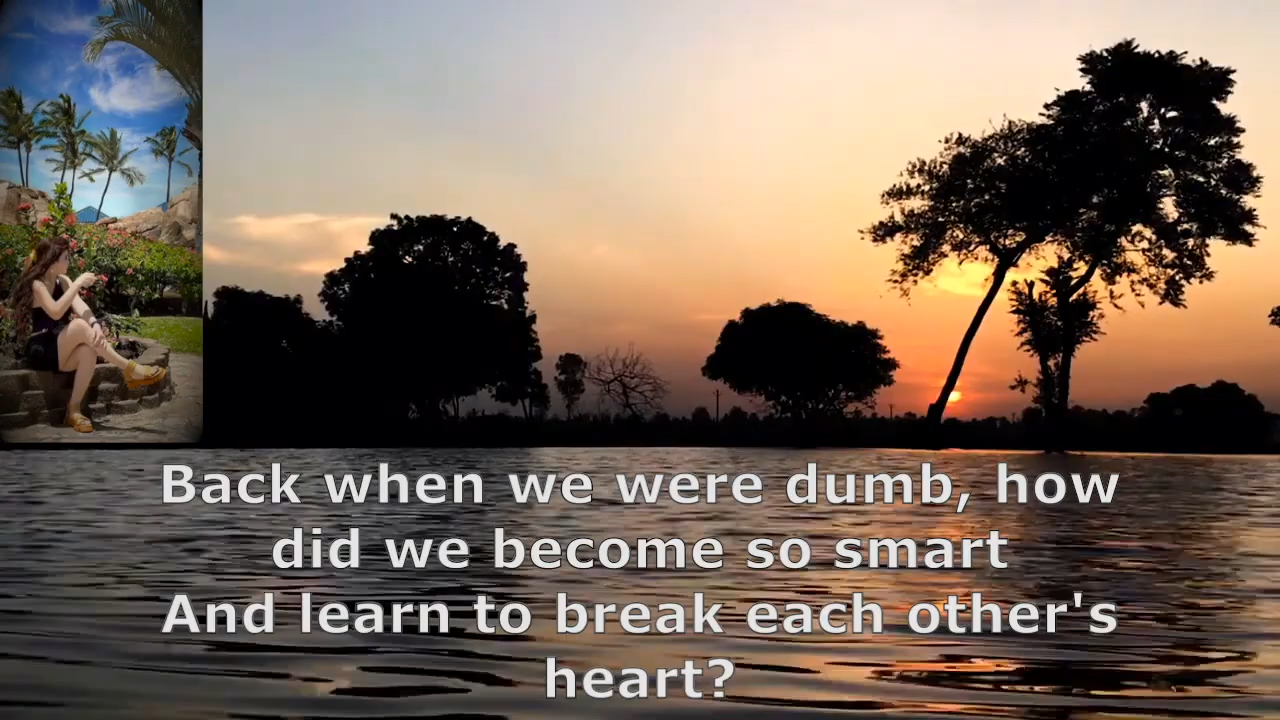 Back when we were dumb, how
did we become so smart
And learn to break each other's
heart?